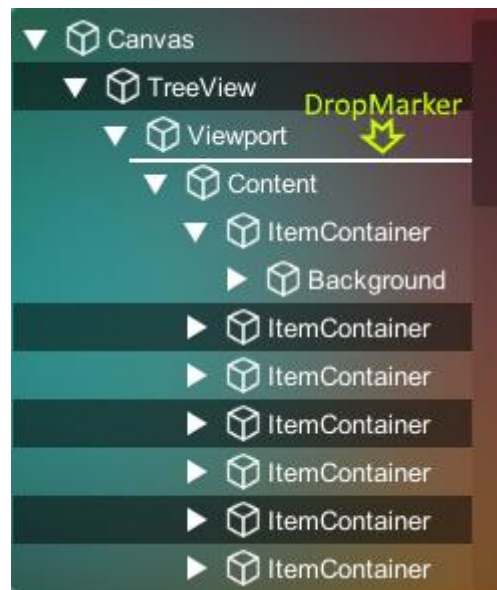 Canvas
TreeView
DropMarker
Viewport
Content
ItemContainer
Background
ItemContainer
ItemContainer
ItemContainer
ItemContainer
ItemContainer
ItemContainer